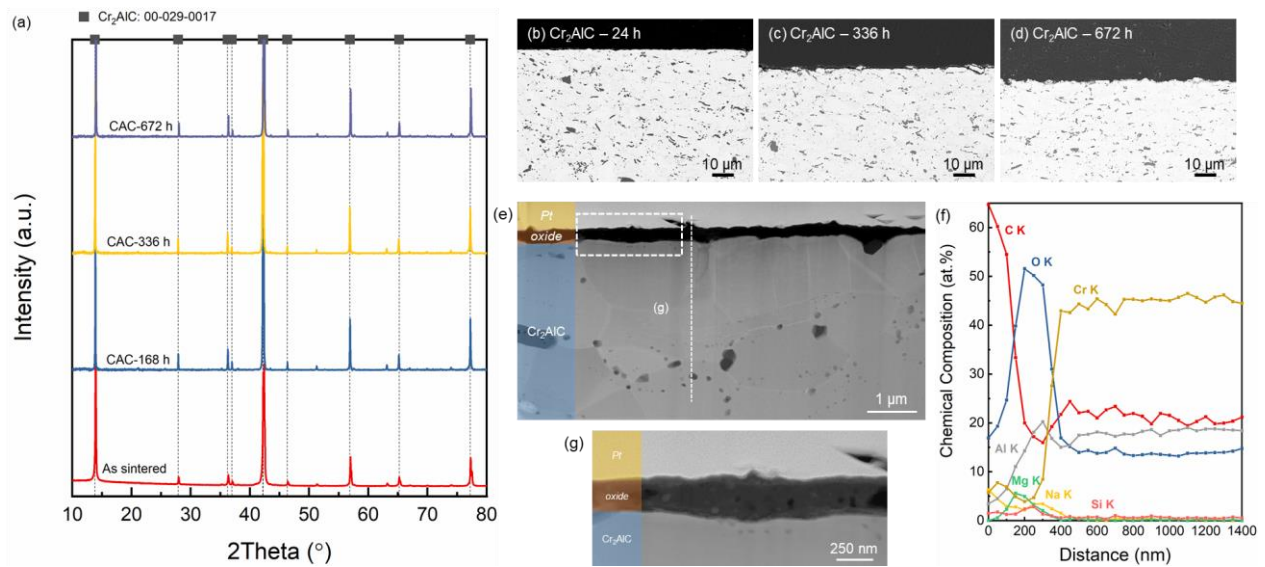 (a)
Cr₂AlC: 00-029-0017
CAC-672 h
CAC-336 h
CAC-168 h
As sintered
Intensity (a.u.)
10 20 30 40 50 60 70 80
2Theta (°)
(b) Cr₂AlC – 24 h
10 µm
(c) Cr₂AlC – 336 h
10 µm
(d) Cr₂AlC – 672 h
10 µm
(e)
Pt
oxide
Cr₂AlC
(g)
1 µm
(g)
Pt
oxide
Cr₂AlC
250 nm
(f)
Chemical Composition (at.%)
60
50
40
30
20
10
0
C K
O K
Cr K
Al K
Mg K
Na K
Si K
0 200 400 600 800 1000 1200 1400
Distance (nm)